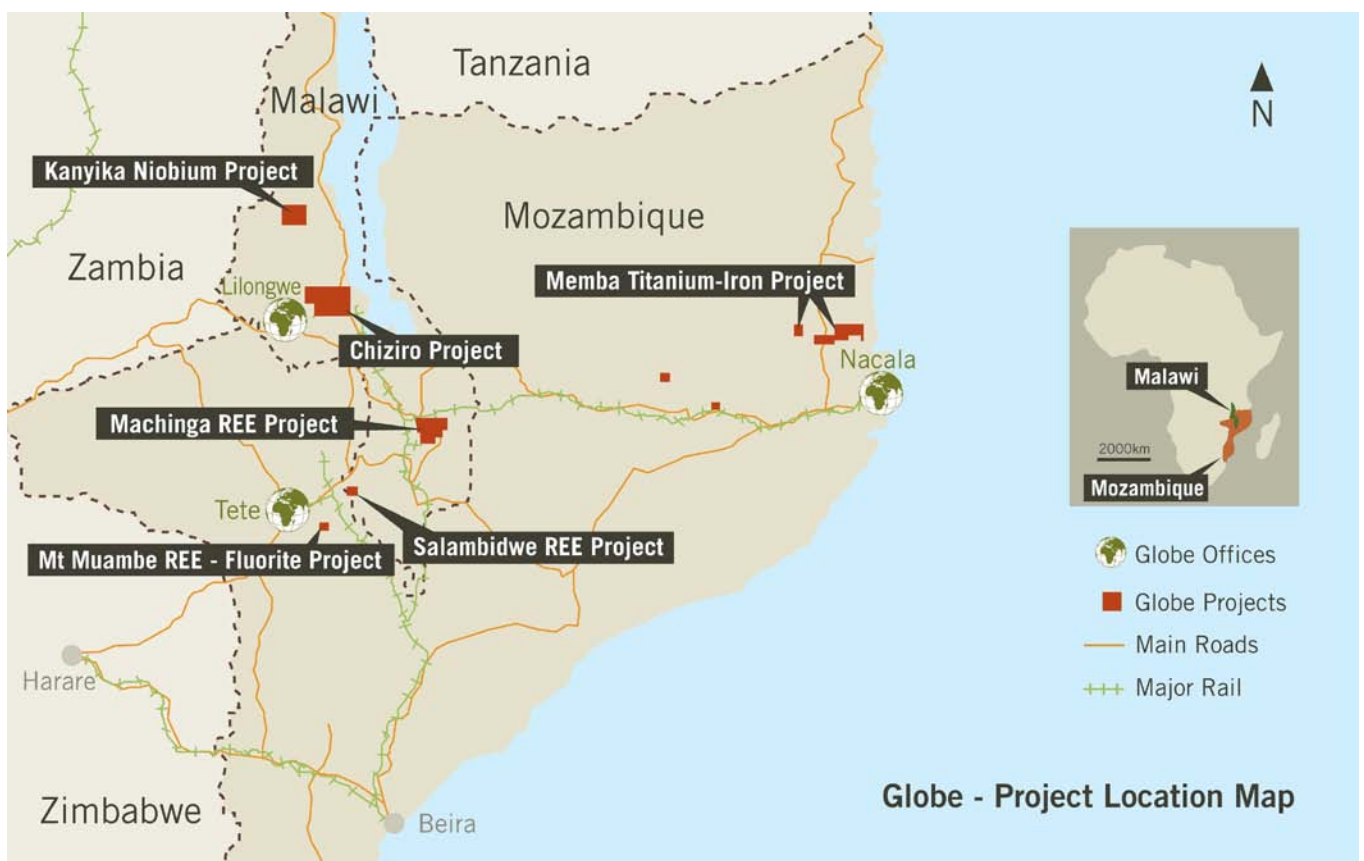 Tanzania
Malawi
N
Kanyika Niobium Project
Mozambique
Zambia
Memba Titanium-Iron Project
Lilongwe
Chiziro Project
Nacala
Malawi
Machinga REE Project
2000km
Mozambique
Tete
Salambidwe REE Project
Mt Muambe REE - Fluorite Project
Globe Offices
Globe Projects
Main Roads
Harare
Major Rail
Zimbabwe
Globe - Project Location Map
Beira